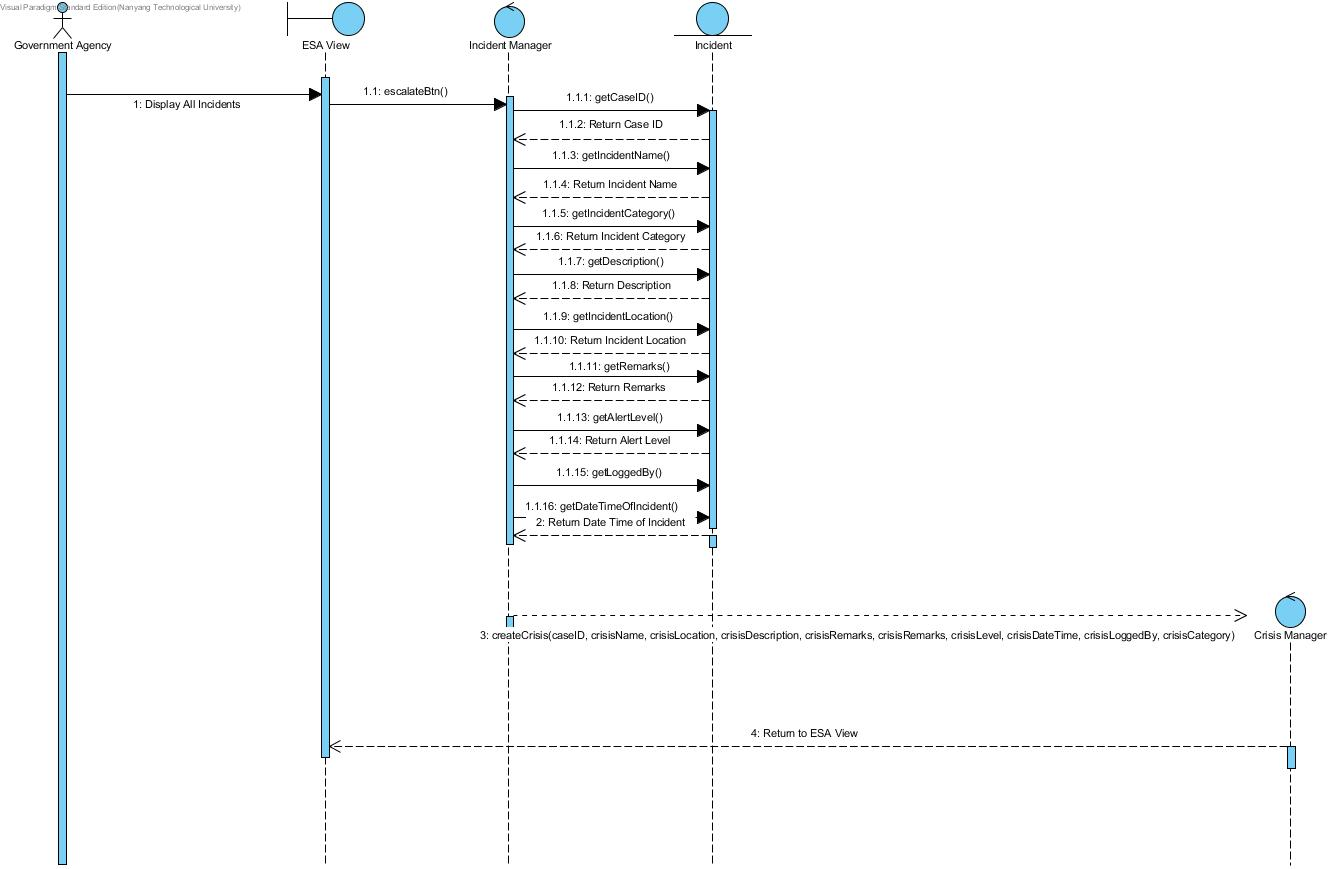 Visual Paradigm Standard Edition(Nanyang Technological University)
Government Agency
ESA View
Incident Manager
Incident
1: Display All Incidents
1.1: escalateBtn()
1.1.1: getCaseID()
1.1.2: Return Case ID
1.1.3: getIncidentName()
1.1.4: Return Incident Name
1.1.5: getIncidentCategory()
1.1.6: Return Incident Category
1.1.7: getDescription()
1.1.8: Return Description
1.1.9: getIncidentLocation()
1.1.10: Return Incident Location
1.1.11: getRemarks()
1.1.12: Return Remarks
1.1.13: getAlertLevel()
1.1.14: Return Alert Level
1.1.15: getLoggedBy()
1.1.16: getDateTimeOfIncident()
2: Return Date Time of Incident
3: createCrisis(caseID, crisisName, crisisLocation, crisisDescription, crisisRemarks, crisisRemarks, crisisLevel, crisisDateTime, crisisLoggedBy, crisisCategory)
Crisis Manager
4: Return to ESA View